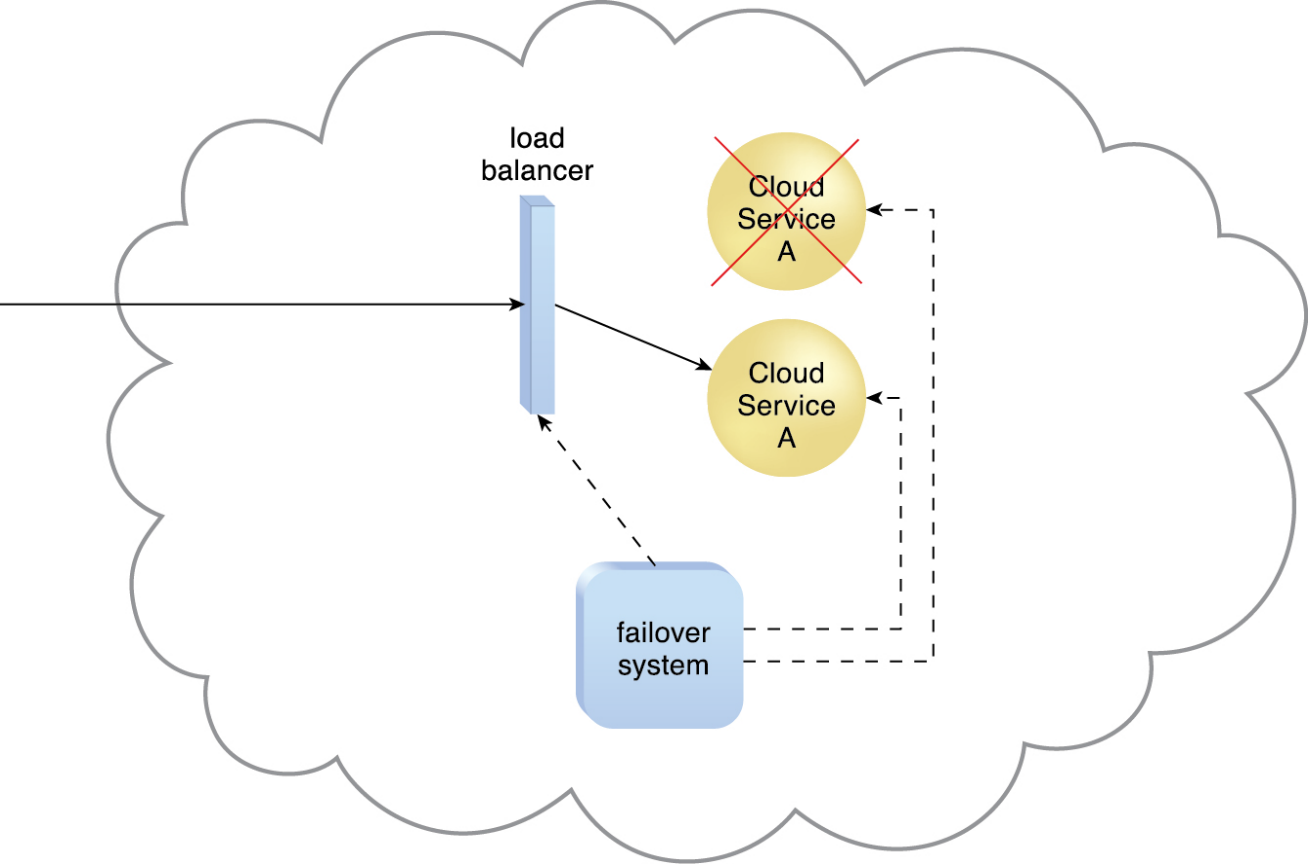 load
balancer
Cloud
Service
A
Cloud
Service
A
failover
system